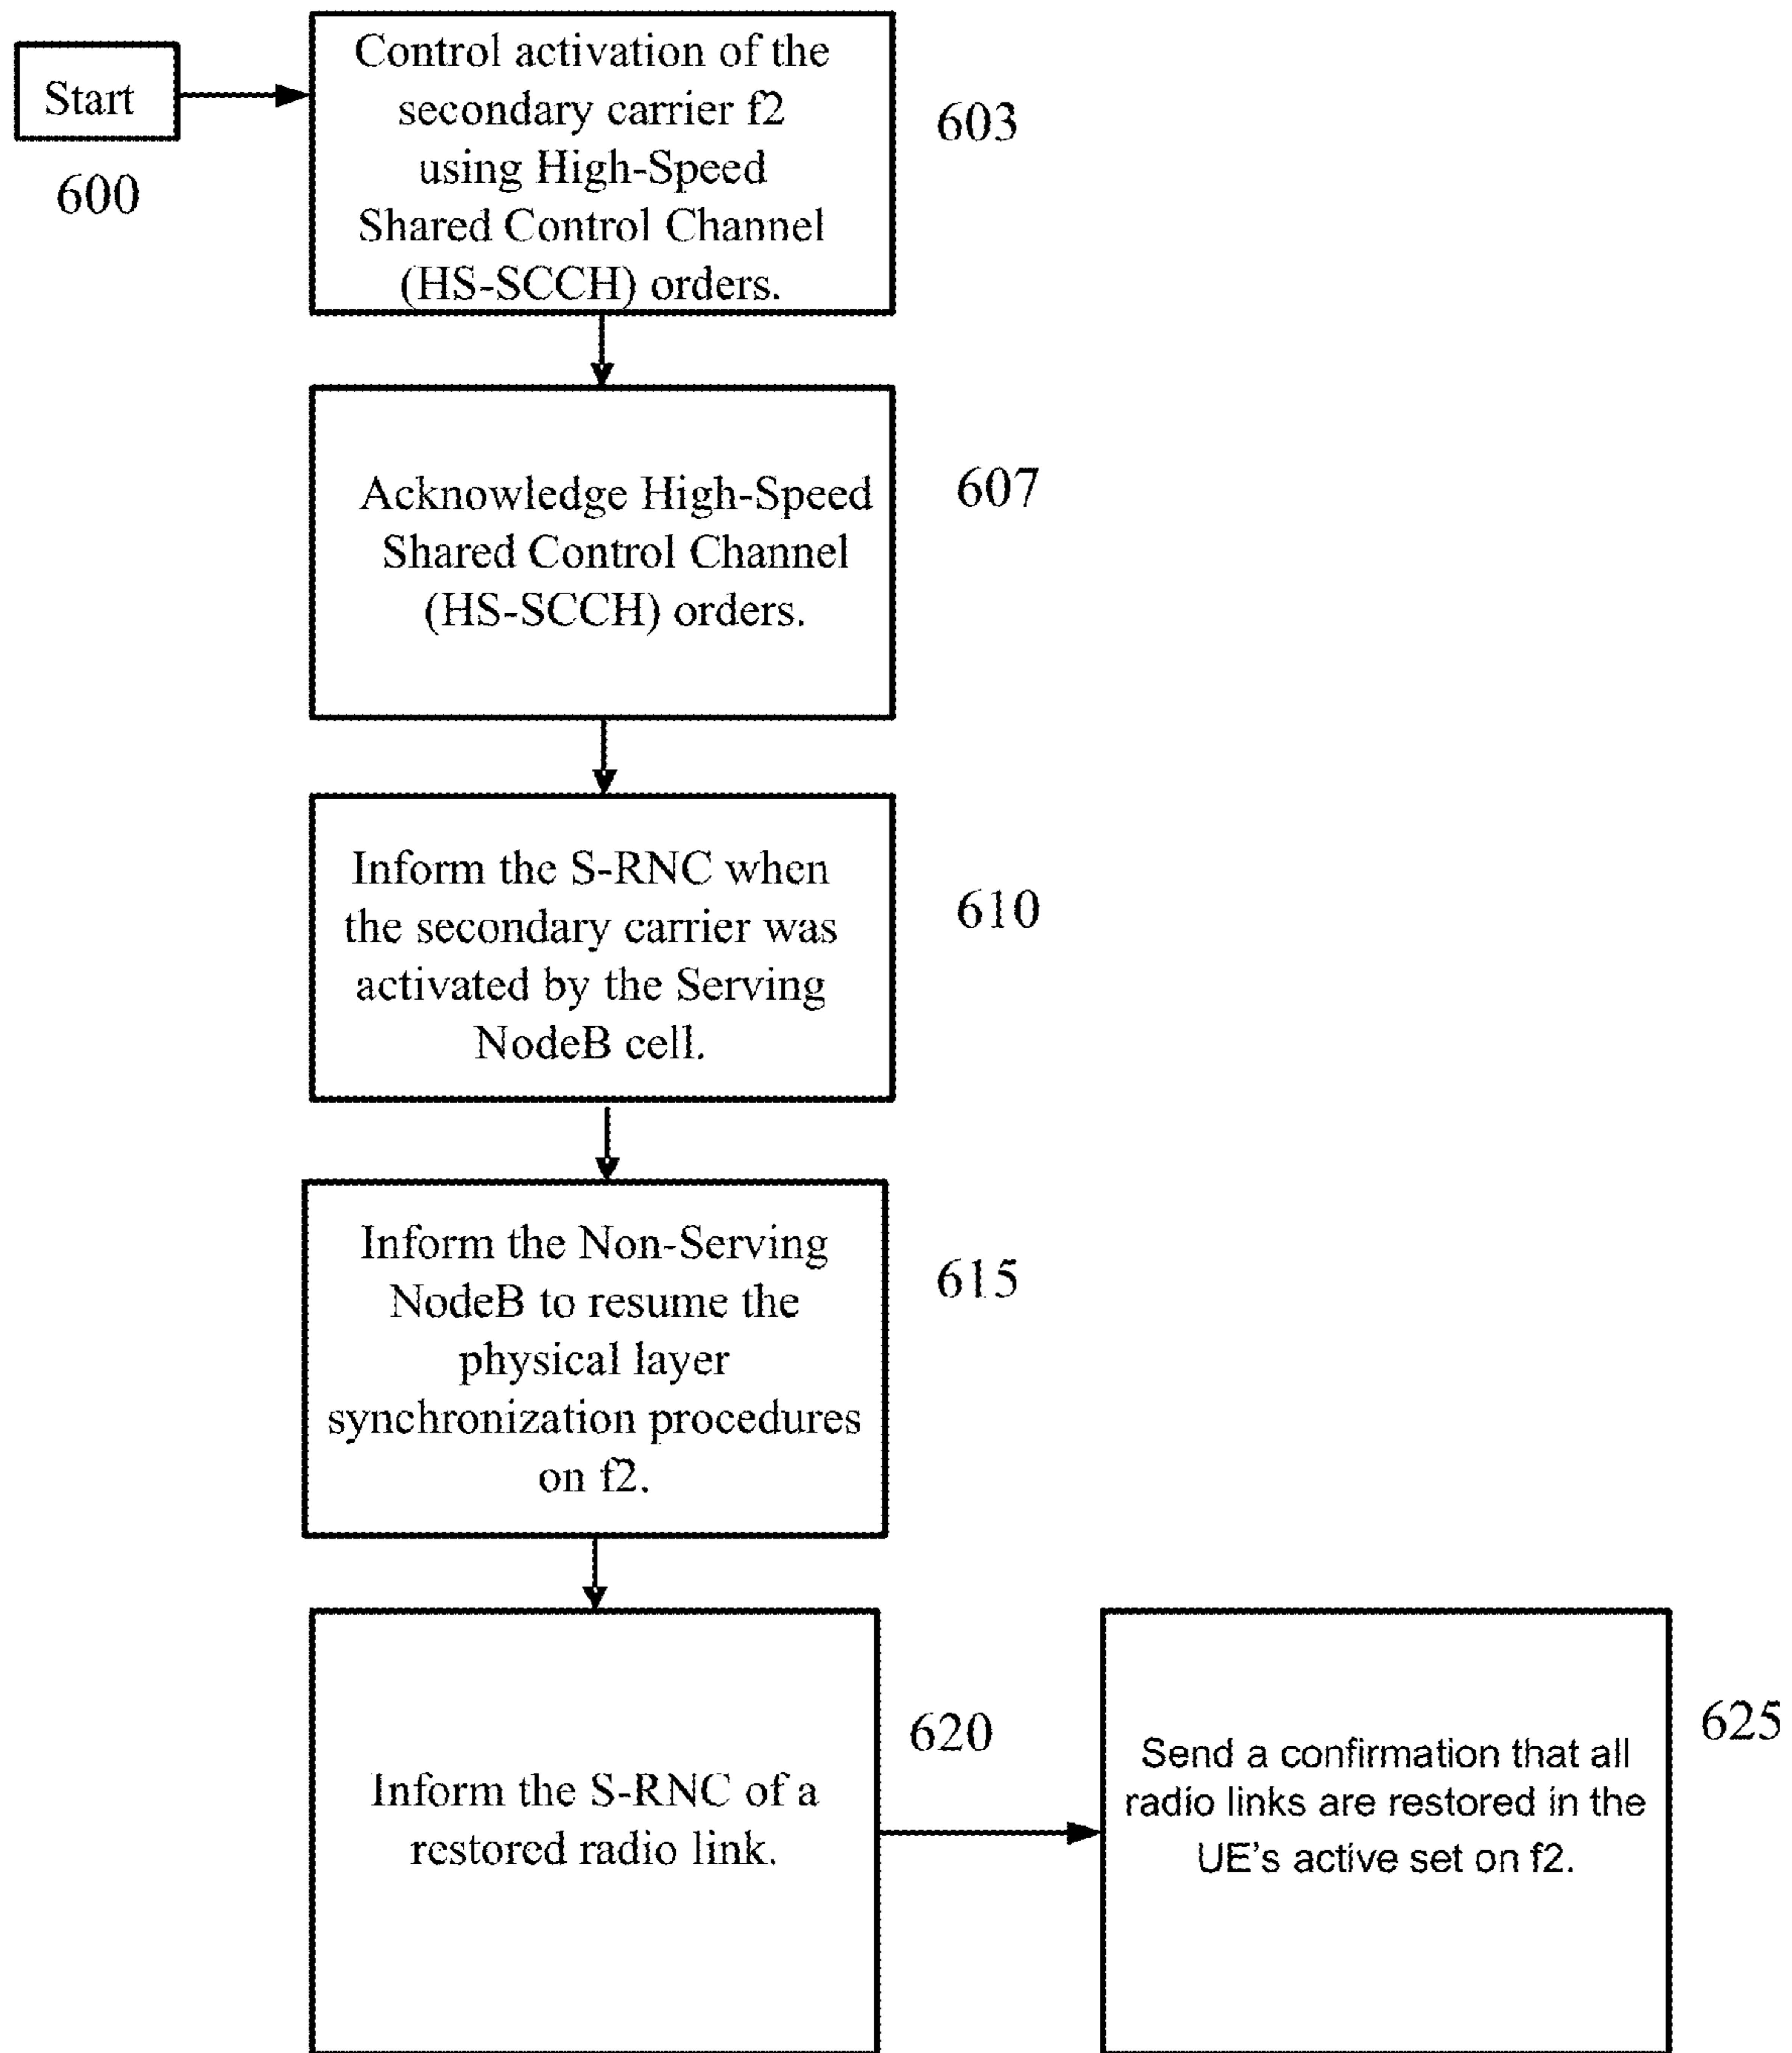 Start
600
Control activation of the
secondary carrier f2
using High-Speed
Shared Control Channel
(HS-SCCH) orders.
603
Acknowledge High-Speed
Shared Control Channel
(HS-SCCH) orders.
607
Inform the S-RNC when
the secondary carrier was
activated by the Serving
NodeB cell.
610
Inform the Non-Serving
NodeB to resume the
physical layer
synchronization procedures
on f2.
615
Inform the S-RNC of a
restored radio link.
620
Send a confirmation that all
radio links are restored in the
UE's active set on f2.
625